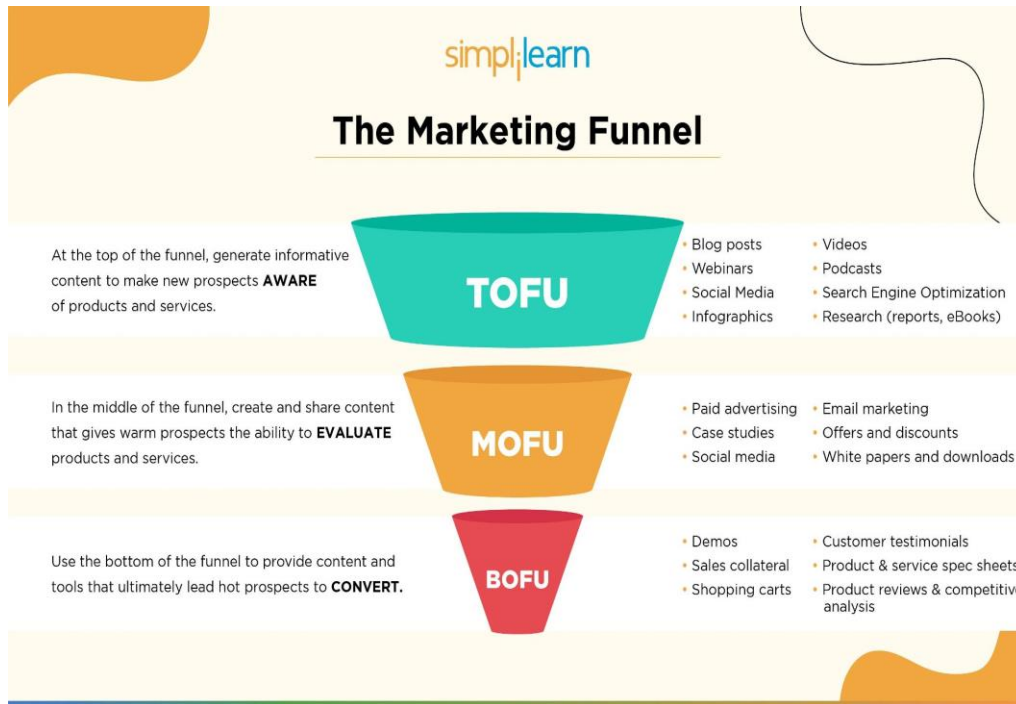 simplilearn
The Marketing Funnel
At the top of the funnel, generate informative
content to make new prospects AWARE
of products and services.
TOFU
• Blog posts
• Webinars
• Social Media
• Infographics
• Videos
• Podcasts
• Search Engine Optimization
• Research (reports, eBooks)
In the middle of the funnel, create and share content
that gives warm prospects the ability to EVALUATE
products and services.
MOFU
• Paid advertising
• Case studies
• Social media
• Email marketing
• Offers and discounts
• White papers and downloads
Use the bottom of the funnel to provide content and
tools that ultimately lead hot prospects to CONVERT.
BOFU
• Demos
• Sales collateral
• Shopping carts
• Customer testimonials
• Product & service spec sheets
• Product reviews & competitive
analysis